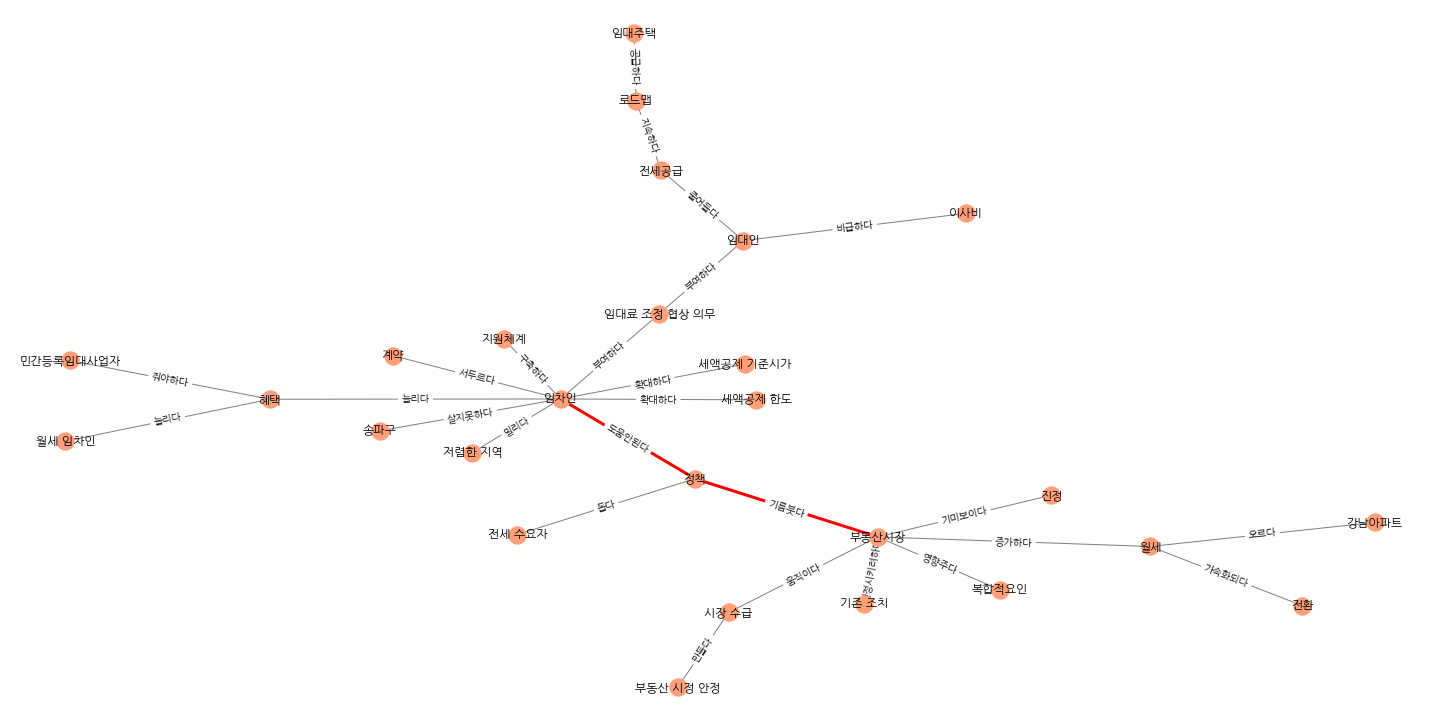 임대주택
공급하다
로드맵
지속하다
전세공급
줄어들다
이사비
비급하다
임대인
부여하다
임대료 조정 협상 의무
지원체계
구축하다
부여하다
계약
서두르다
세액공제 기준시가
확대하다
민간등록임대사업자
줘야하다
혜택
늘리다
임차인
확대하다
세액공제 한도
늘리다
살지못하다
송파구
월세 임차인
밀리다
저렴한 지역
도움안된다
정책
돕다
전세 수요자
기름붓다
진정
기미보이다
부동산시장
강남아파트
오르다
증가하다
월세
영향주다
가속화되다
움직이다
복합적요인
기존 조치
전환
시장 수급
만들다
부동산 시정 안정